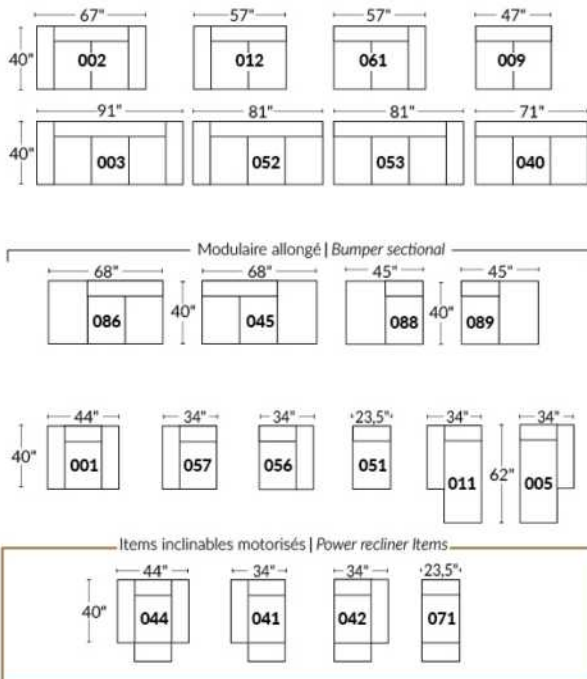 67" 57" 57" 47"
40" 002 012 061 009
91" 81" 81" 71"
40" 003 052 053 040
Modulaire allongé | Bumper sectional
68" 68" 45" 45"
086 40" 045 088 40" 089
44" 34" 34" 23,5" 34" 34"
40" 001 057 056 051 011 62" 005
Items inclinables motorisés | Power recliner Items
44" 34" 34" 23,5"
40" 044 041 042 071